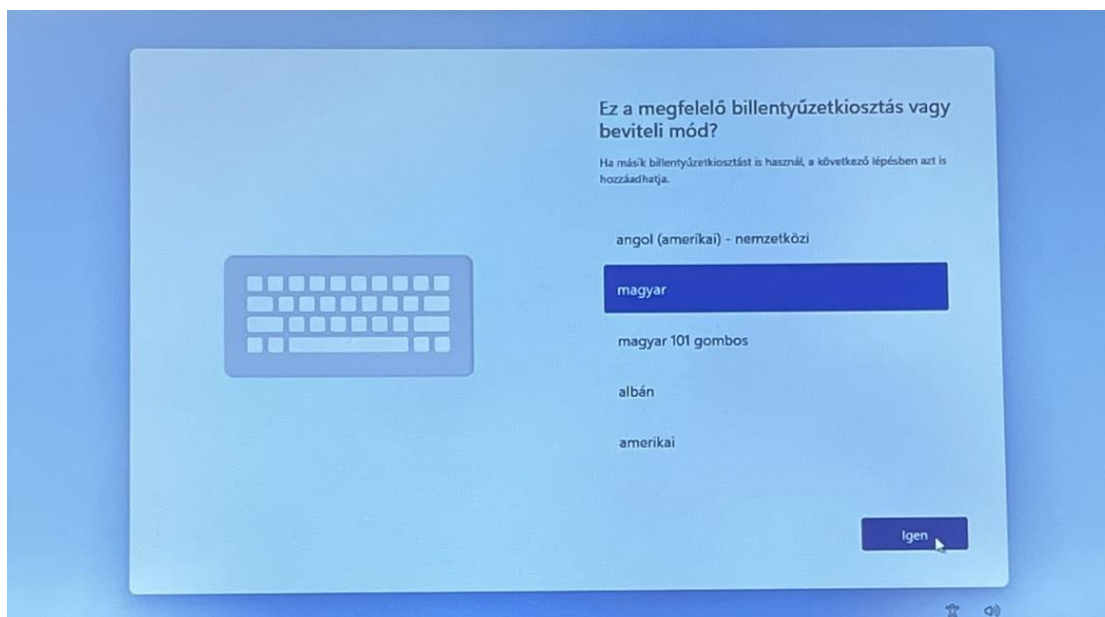 Ez a megfelelő billentyűzetkiosztás vagy
beviteli mód?
Ha másik billentyűzetkiosztást is használ, a következő lépésben azt is
hozzáadhatja.
angol (amerikai) - nemzetközi
magyar
magyar 101 gombos
albán
amerikai
Igen